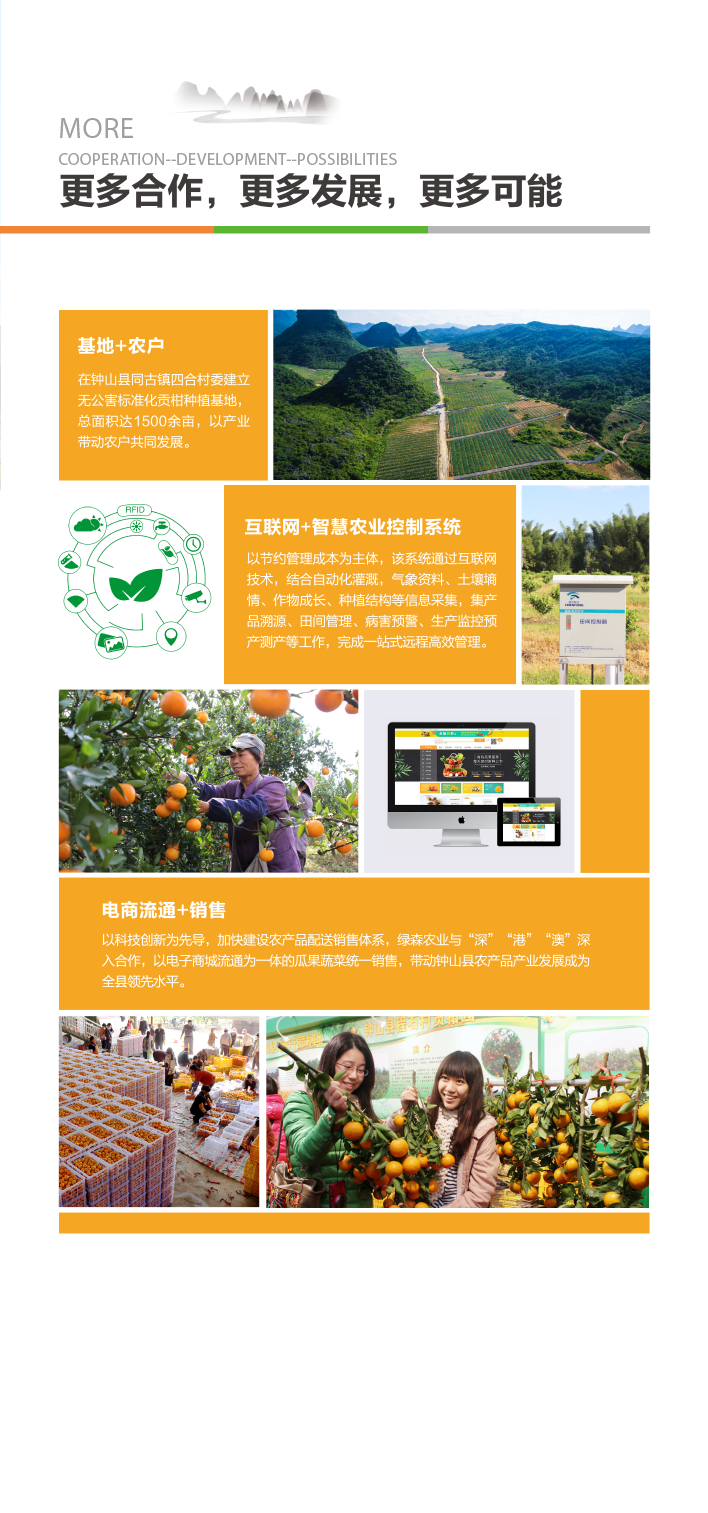 MORE
COOPERATION--DEVELOPMENT--POSSIBILITIES
更多合作，更多发展，更多可能
基地+农户
在钟山县同古镇四合村委建立
无公害标准化贡柑种植基地，
总面积达1500余亩，以产业
带动农户共同发展。
RFID
互联网+智慧农业控制系统
以节约管理成本为主体，该系统通过互联网
技术，结合自动化灌溉，气象资料、土壤墒
情、作物成长、种植结构等信息采集，集产
品溯源、田间管理、病害预警、生产监控预
产测产等工作，完成一站式远程高效管理。
田间控制器
电商流通+销售
以科技创新为先导，加快建设农产品配送销售体系，绿森农业与“深”“港”“澳”深
入合作，以电子商城流通为一体的瓜果蔬菜统一销售，带动钟山县农产品产业发展成为
全县领先水平。
简介